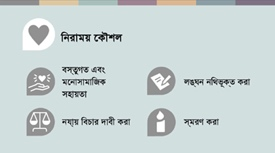 নিরাময় কৌশল
বস্তুগত এবং
মনোসামাজিক
সহায়তা
লঙ্ঘন নথিভূক্ত করা
ন্যায় বিচার দাবী করা
স্মরণ করা